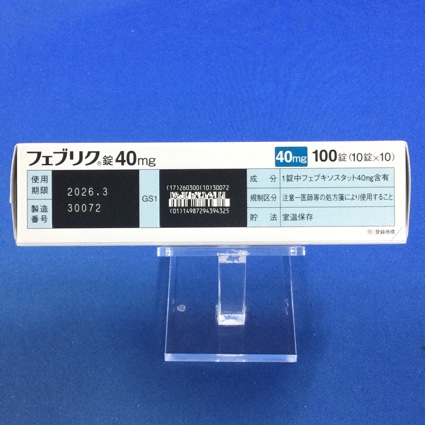 フェブリク®錠40mg
40mg 100錠(10錠×10)
使用期限 2026.3
製造番号 30072
GS1
(17)260300(10)30072
(01)14987294394325
成分 1錠中フェブキソスタット40mg含有
規制区分 注意-医師等の処方箋により使用すること
貯法 室温保存
®登録商標